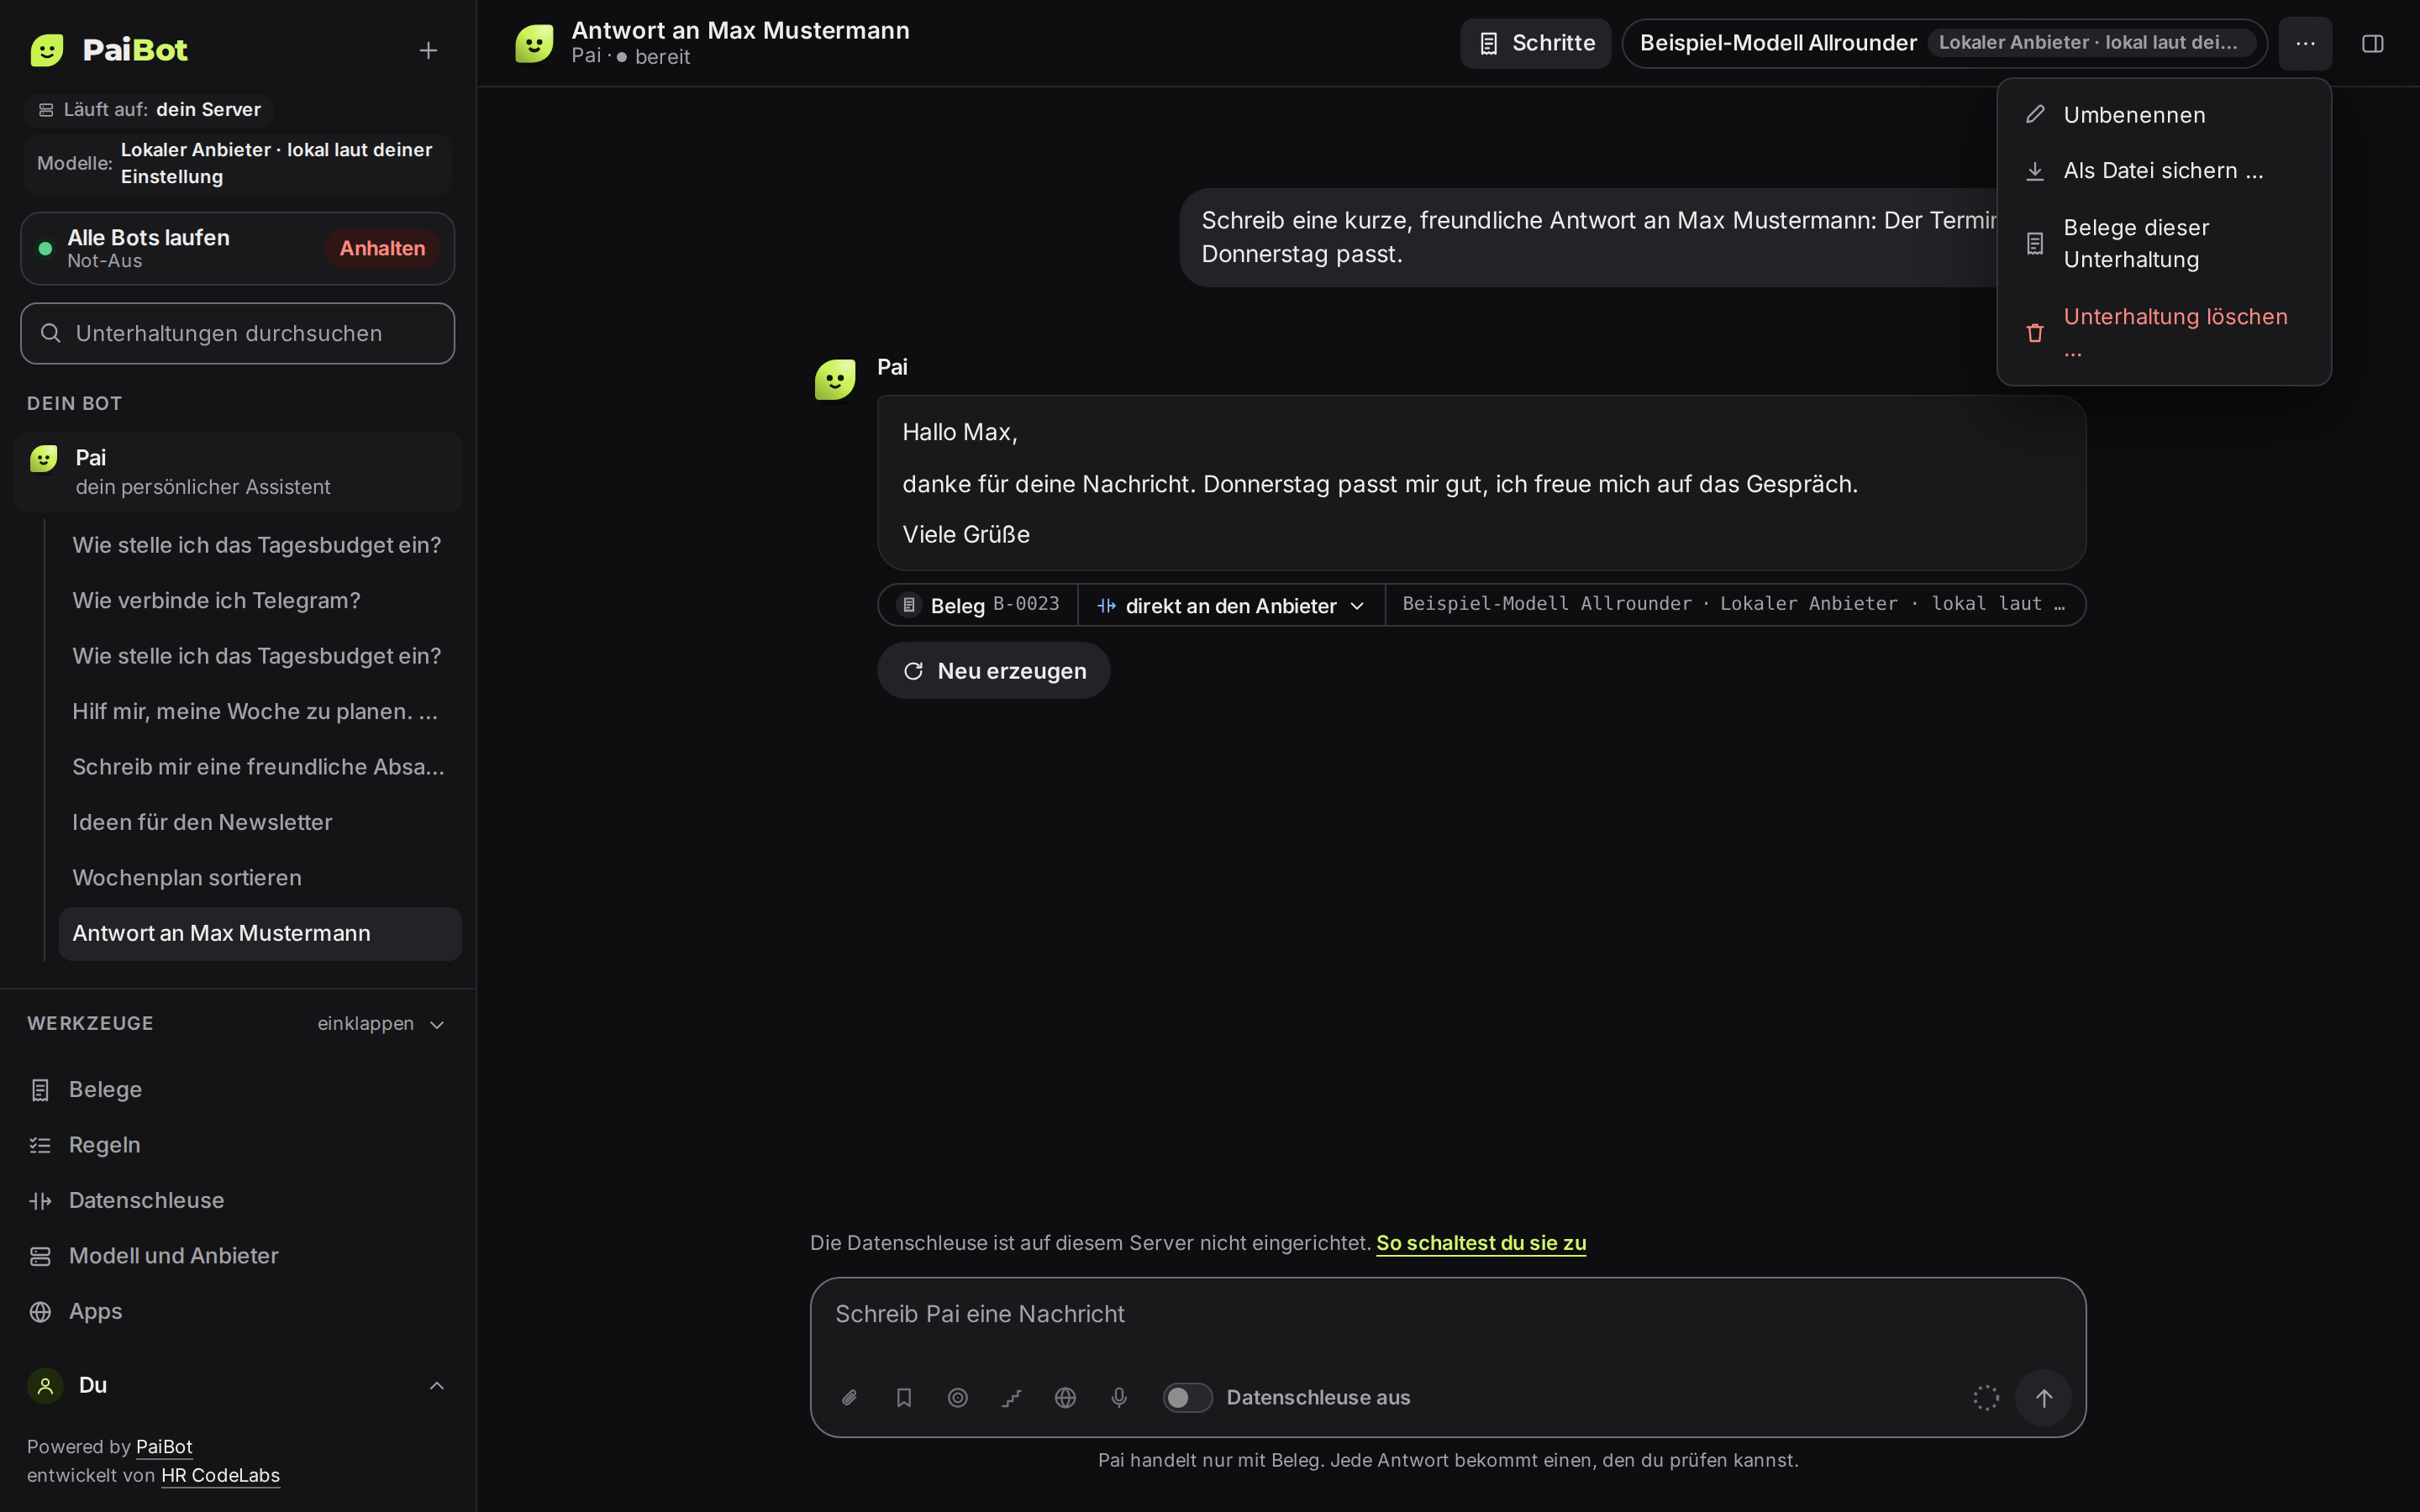 PaiBot
Läuft auf: dein Server
Modelle: Lokaler Anbieter · lokal laut deiner
Einstellung
Alle Bots laufen
Not-Aus
Anhalten
Unterhaltungen durchsuchen
DEIN BOT
Pai
dein persönlicher Assistent
Wie stelle ich das Tagesbudget ein?
Wie verbinde ich Telegram?
Wie stelle ich das Tagesbudget ein?
Hilf mir, meine Woche zu planen. ...
Schreib mir eine freundliche Absa...
Ideen für den Newsletter
Wochenplan sortieren
Antwort an Max Mustermann
WERKZEUGE
einklappen
Belege
Regeln
Datenschleuse
Modell und Anbieter
Apps
Du
Powered by PaiBot
entwickelt von HR CodeLabs
Antwort an Max Mustermann
Pai · bereit
Schritte
Beispiel-Modell Allrounder
Lokaler Anbieter · lokal laut dei...
Umbenennen
Als Datei sichern ...
Belege dieser
Unterhaltung
Unterhaltung löschen
...
Schreib eine kurze, freundliche Antwort an Max Mustermann: Der Termin
Donnerstag passt.
Pai
Hallo Max,
danke für deine Nachricht. Donnerstag passt mir gut, ich freue mich auf das Gespräch.
Viele Grüße
Beleg B-0023
direkt an den Anbieter
Beispiel-Modell Allrounder · Lokaler Anbieter · lokal laut …
Neu erzeugen
Die Datenschleuse ist auf diesem Server nicht eingerichtet. So schaltest du sie zu
Schreib Pai eine Nachricht
Datenschleuse aus
Pai handelt nur mit Beleg. Jede Antwort bekommt einen, den du prüfen kannst.